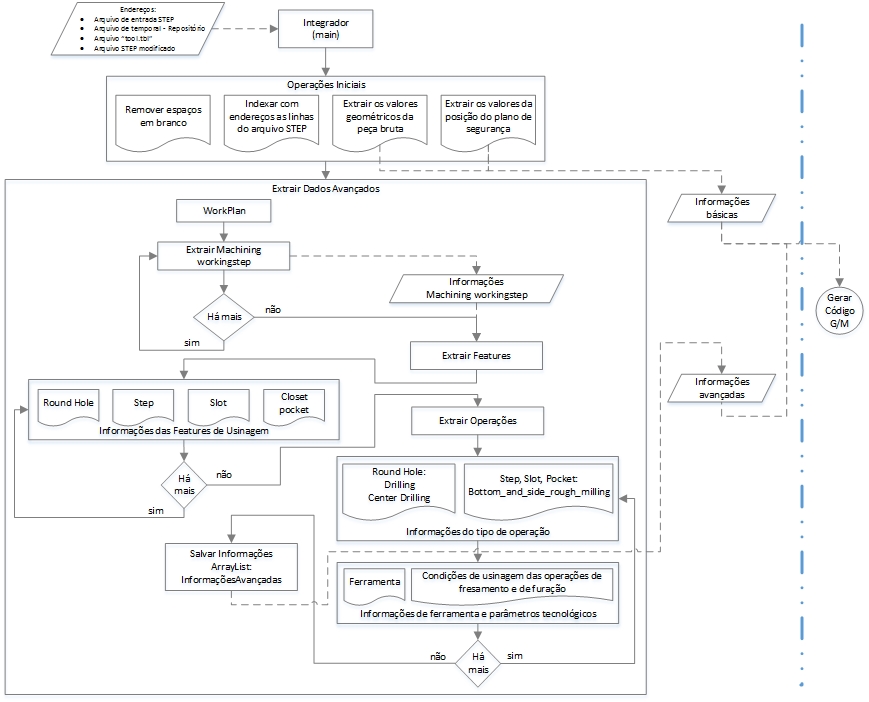 Endereços:
• Arquivo de entrada STEP
• Arquivo de temporal - Repositório
• Arquivo "tool.tbl"
• Arquivo STEP modificado
Integrador
(main)
Operações Iniciais
Remover espaços
em branco
Indexar com
endereços as linhas
do arquivo STEP
Extrair os valores
geométricos da
peça bruta
Extrair os valores da
posição do plano de
segurança
Extrair Dados Avançados
WorkPlan
Extrair Machining
workingstep
Há mais
não
sim
Informações
Machining workingstep
Extrair Features
Informações
básicas
Gerar
Código
G/M
Informações
avançadas
Round Hole
Step
Slot
Closet
pocket
Informações das Features de Usinagem
Há
mais
não
sim
Extrair Operações
Round Hole:
Drilling
Center Drilling
Step, Slot, Pocket:
Bottom_and_side_rough_milling
Informações do tipo de operação
Salvar Informações
ArrayList:
InformaçõesAvançadas
Ferramenta
Condições de usinagem das operações de
fresamento e de furação
Informações de ferramenta e parâmetros tecnológicos
Há
mais
não
sim